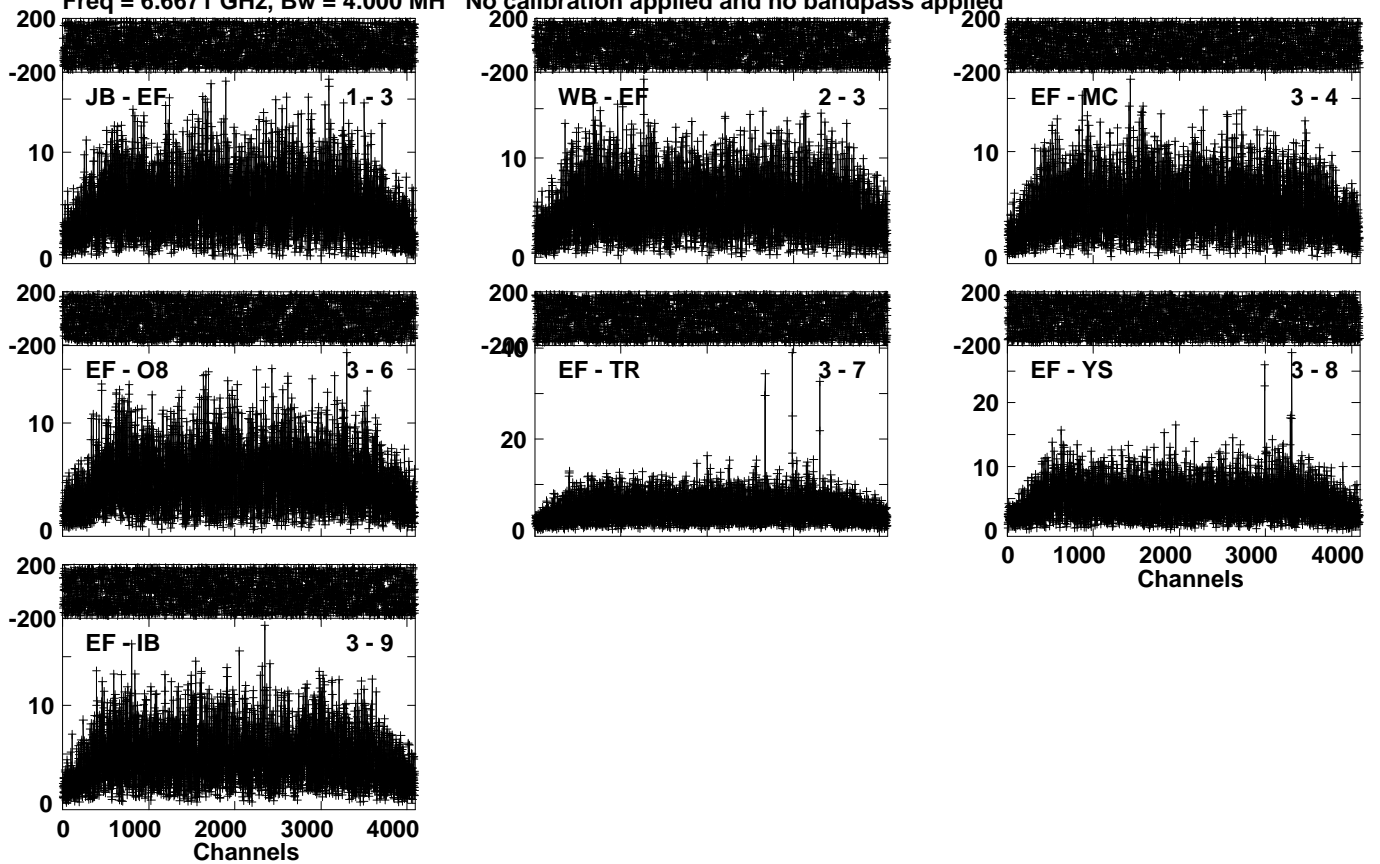 Freq = 6.6671 GHz, Bw = 4.000 MH No calibration applied and no bandpass applied
200 200 200
-200 -200 -200
JB - EF 1 - 3 WB - EF 2 - 3 EF - MC 3 - 4
10 10 10
0 0 0
200 200 200
-200 -200 40 -200
EF - O8 3 - 6 EF - TR 3 - 7 EF - YS 3 - 8
10 20 20
10
0 0 0
0 1000 2000 3000 4000
Channels
200
-200
EF - IB 3 - 9
10
0
0 1000 2000 3000 4000
Channels